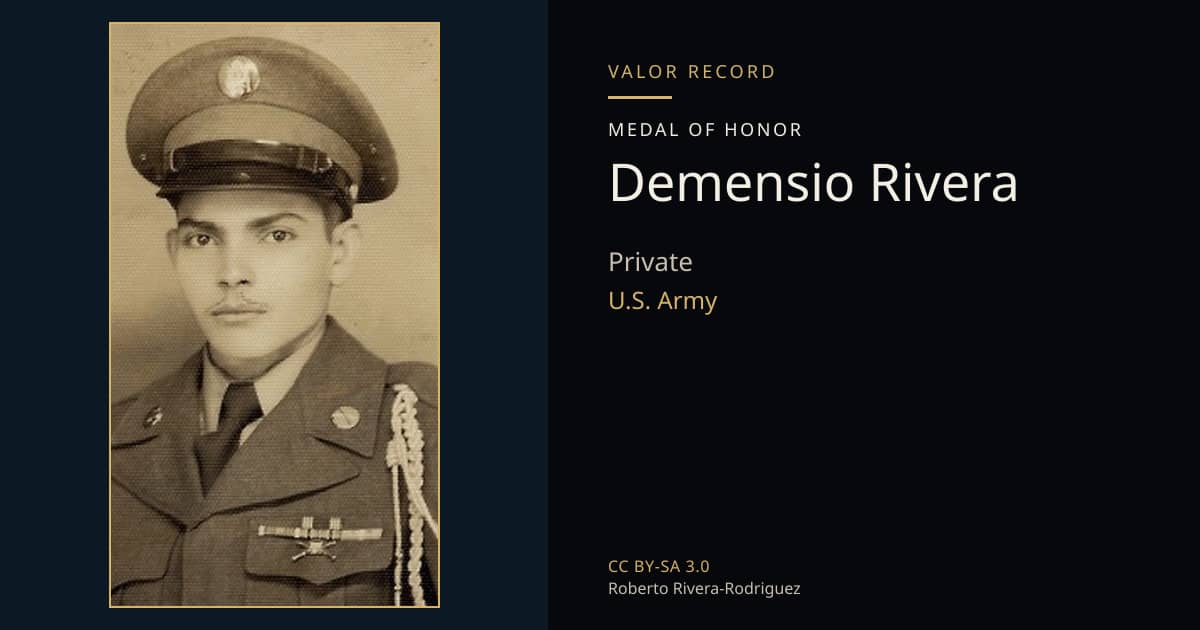 VALOR RECORD
MEDAL OF HONOR
Demensio Rivera
Private
U.S. Army
CC BY-SA 3.0
Roberto Rivera-Rodriguez